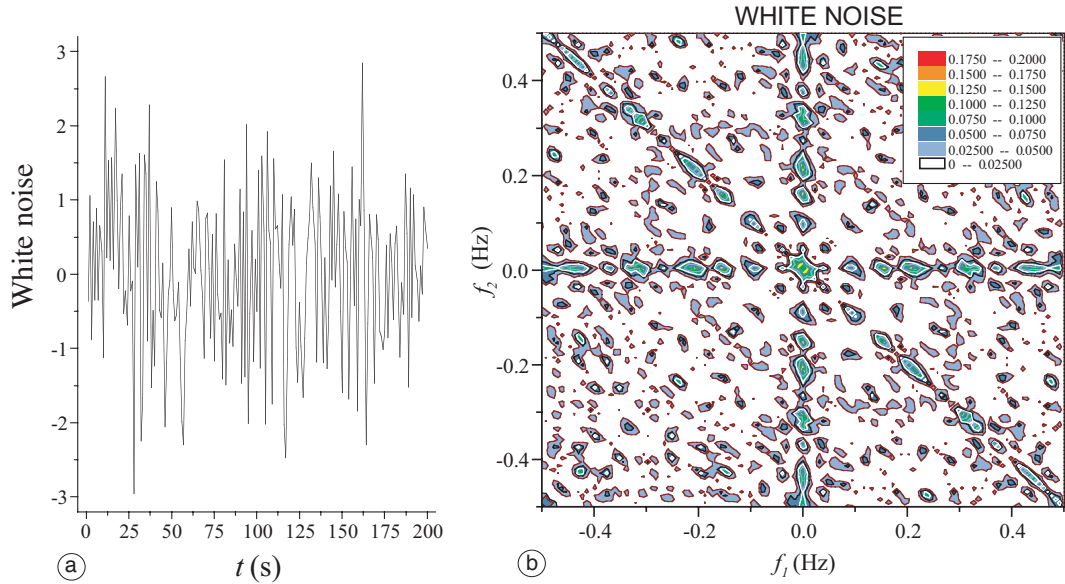 3
2
1
0
-1
-2
-3
White noise
0
25
50
75
100
125
150
175
200
t (s)
a
WHITE NOISE
0.1750 -- 0.2000
0.1500 -- 0.1750
0.1250 -- 0.1500
0.1000 -- 0.1250
0.0750 -- 0.1000
0.0500 -- 0.0750
0.02500 -- 0.0500
0 -- 0.02500
0.4
0.2
0.0
-0.2
-0.4
f2 (Hz)
-0.4
-0.2
0.0
0.2
0.4
f1 (Hz)
b